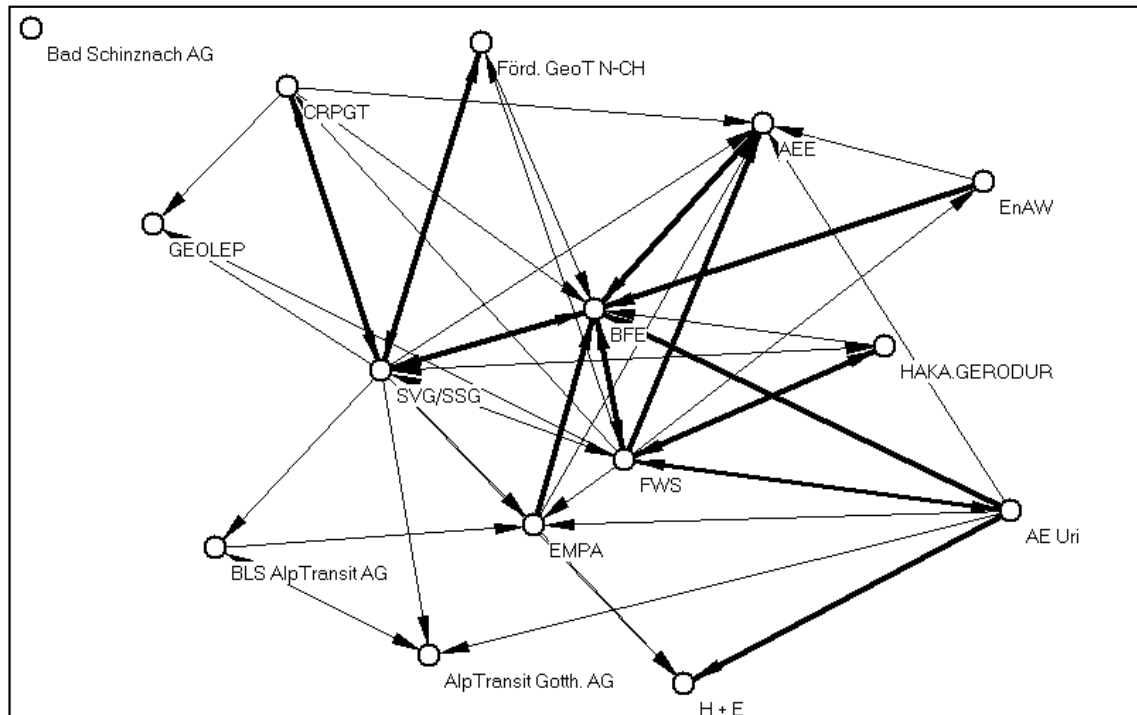 Bad Schinznach AG
Förd. GeoT N-CH
CRPGT
AEE
EnAW
GEOLEP
BFE
HAKA.GERODUR
SVG/SSG
FWS
AE Uri
EMPA
BLS AlpTransit AG
AlpTransit Gotth. AG
H + E